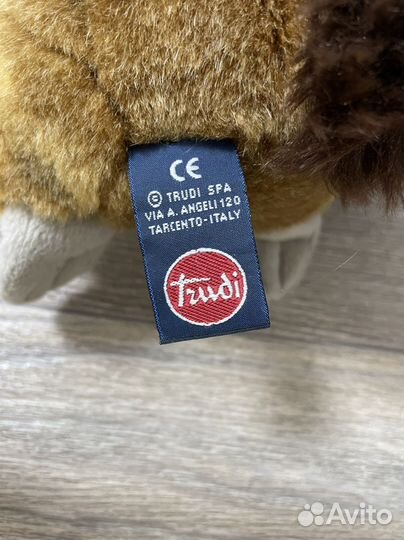 CE
© TRUDI SPA
VIA A. ANGELI 120
TARCENTO-ITALY
Trudi
Avito